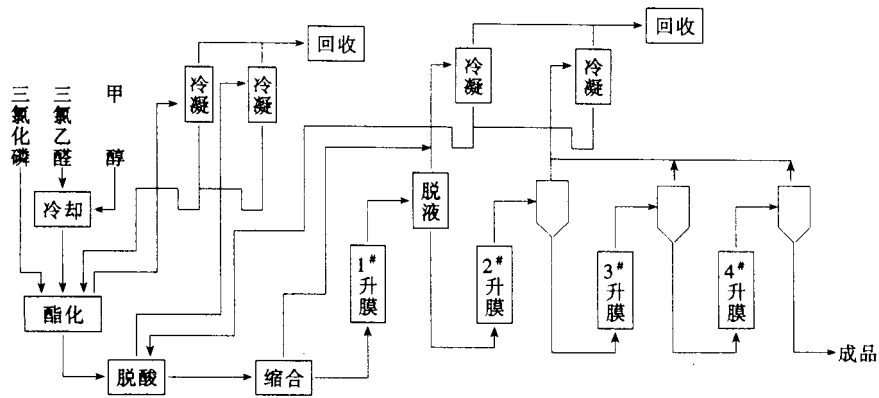 回收
回收
冷凝
冷凝
冷凝
冷凝
三氯化磷
三氯乙醛
甲醇
冷却
脱液
1#升膜
2#升膜
3#升膜
4#升膜
酯化
脱酸
缩合
成品